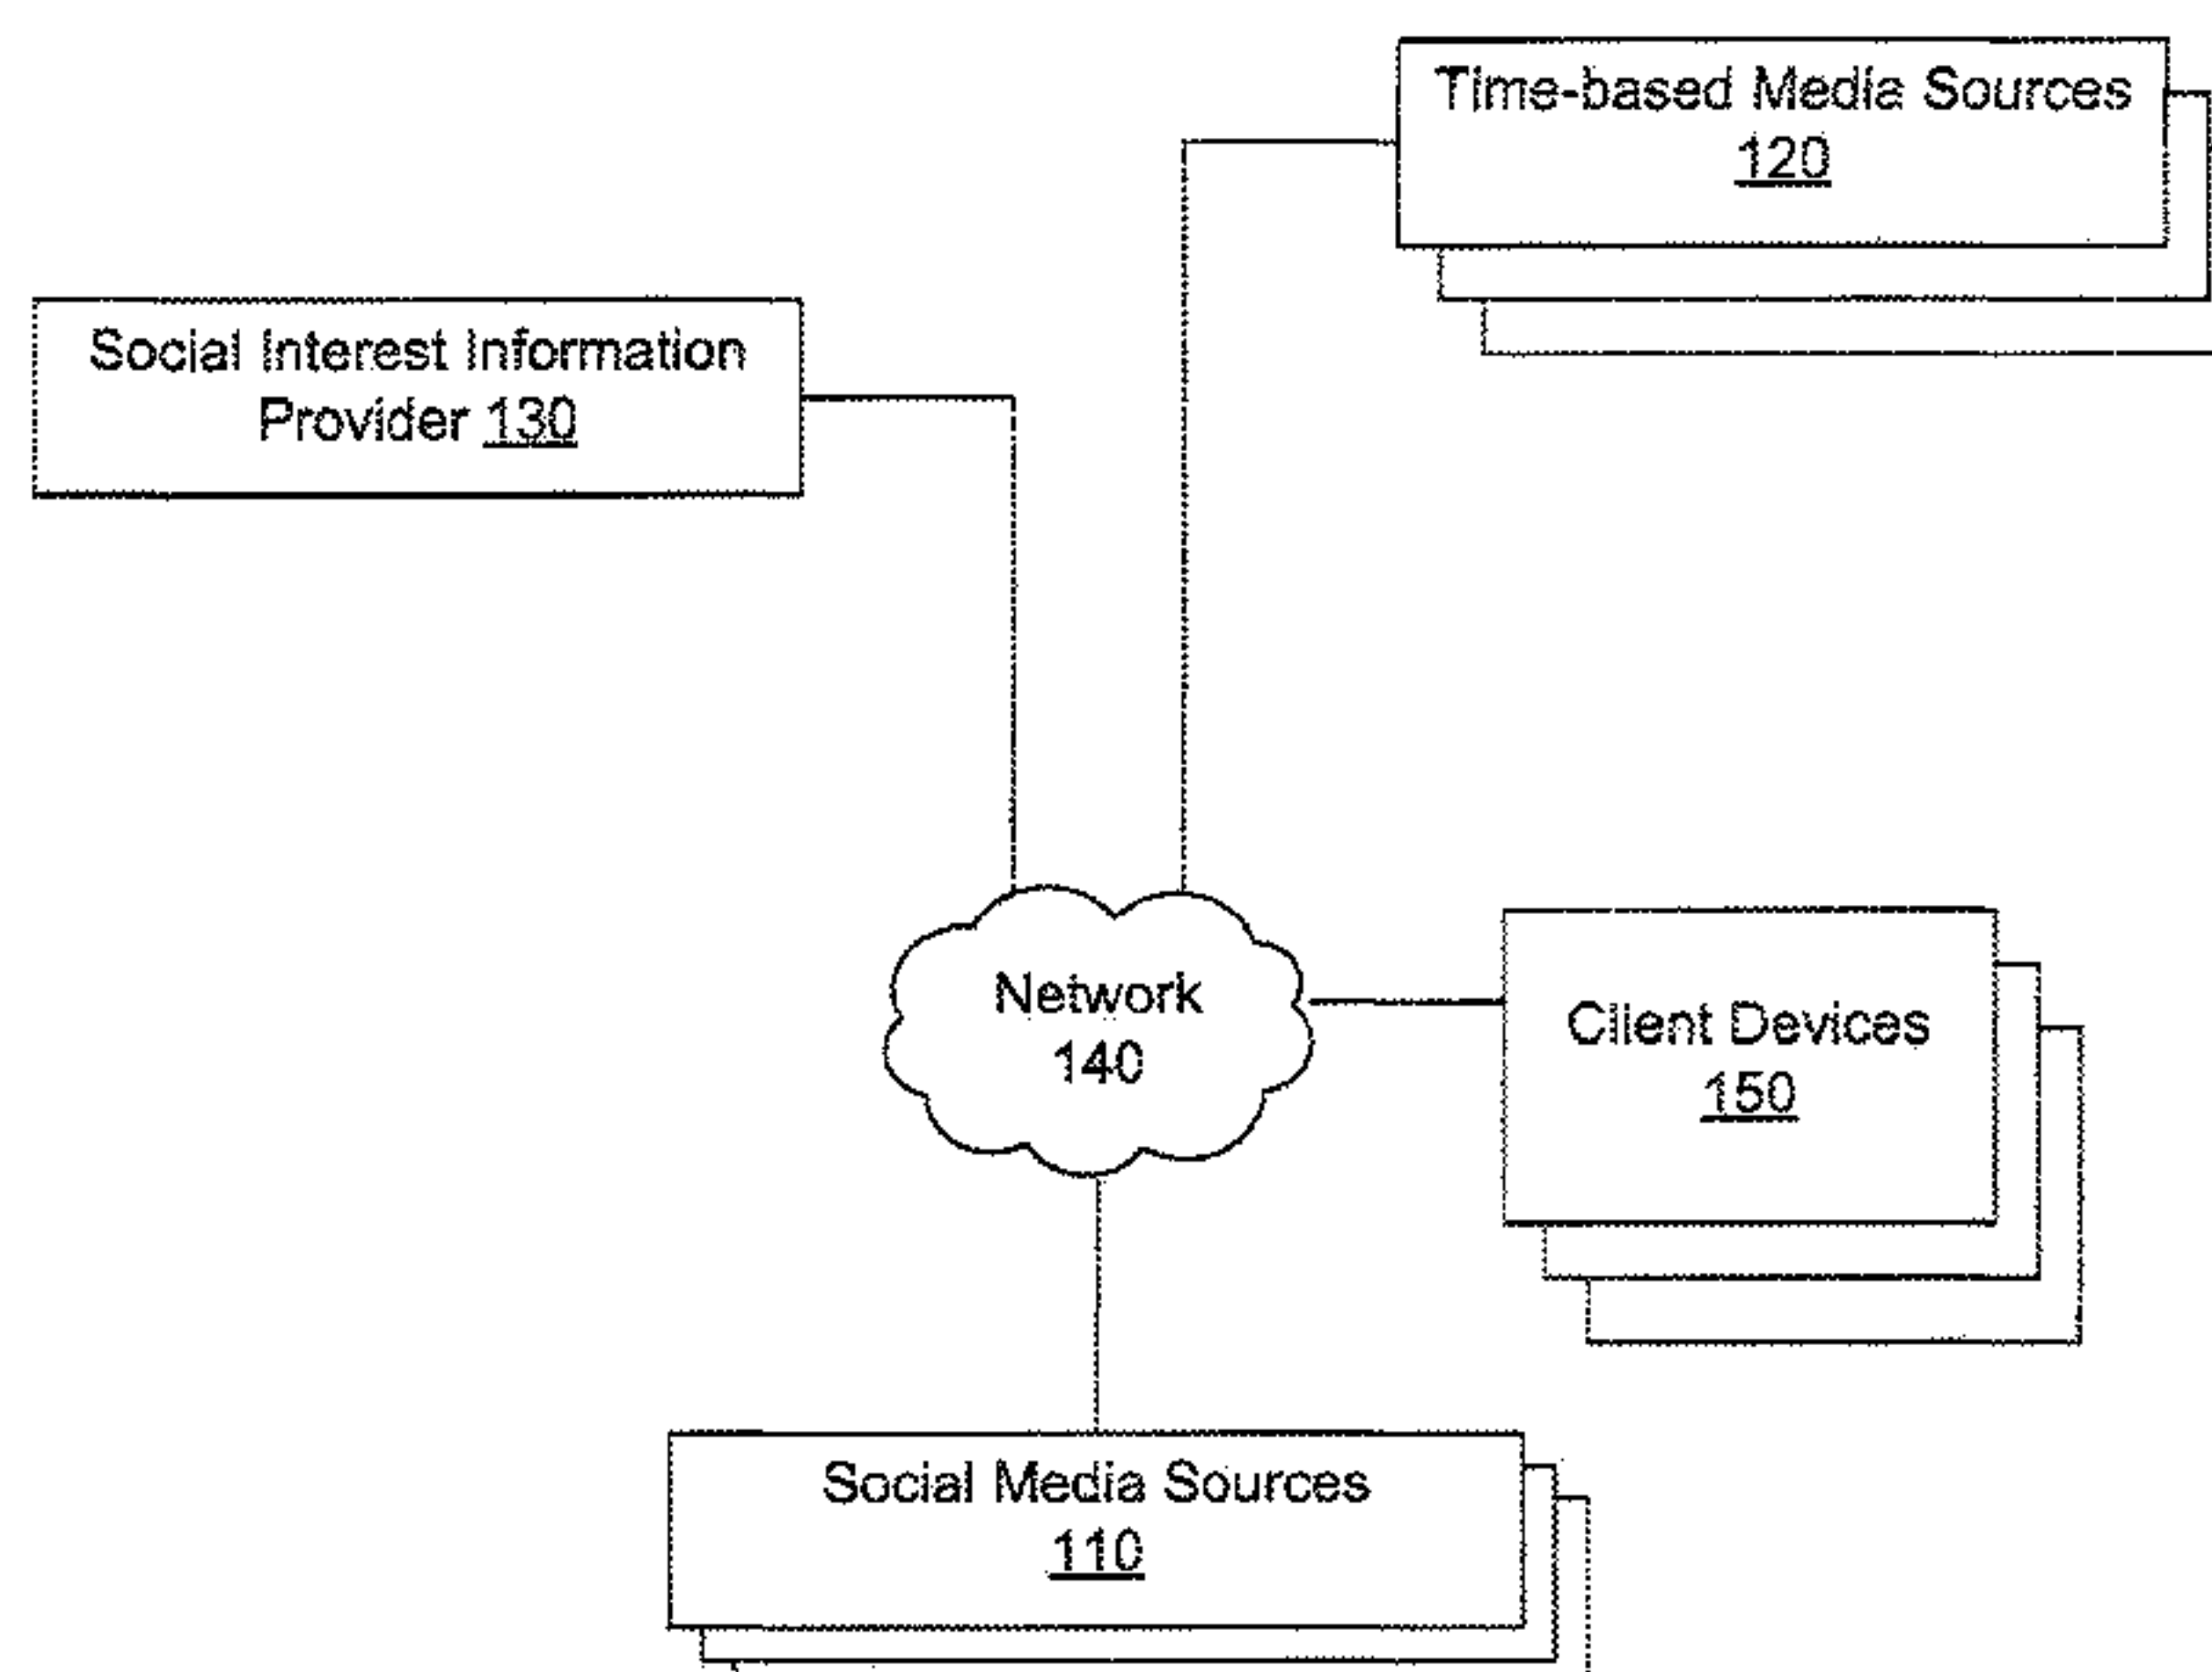 Time-based Media Sources
120
Social Interest Information
Provider 130
Network
140
Client Devices
150
Social Media Sources
110